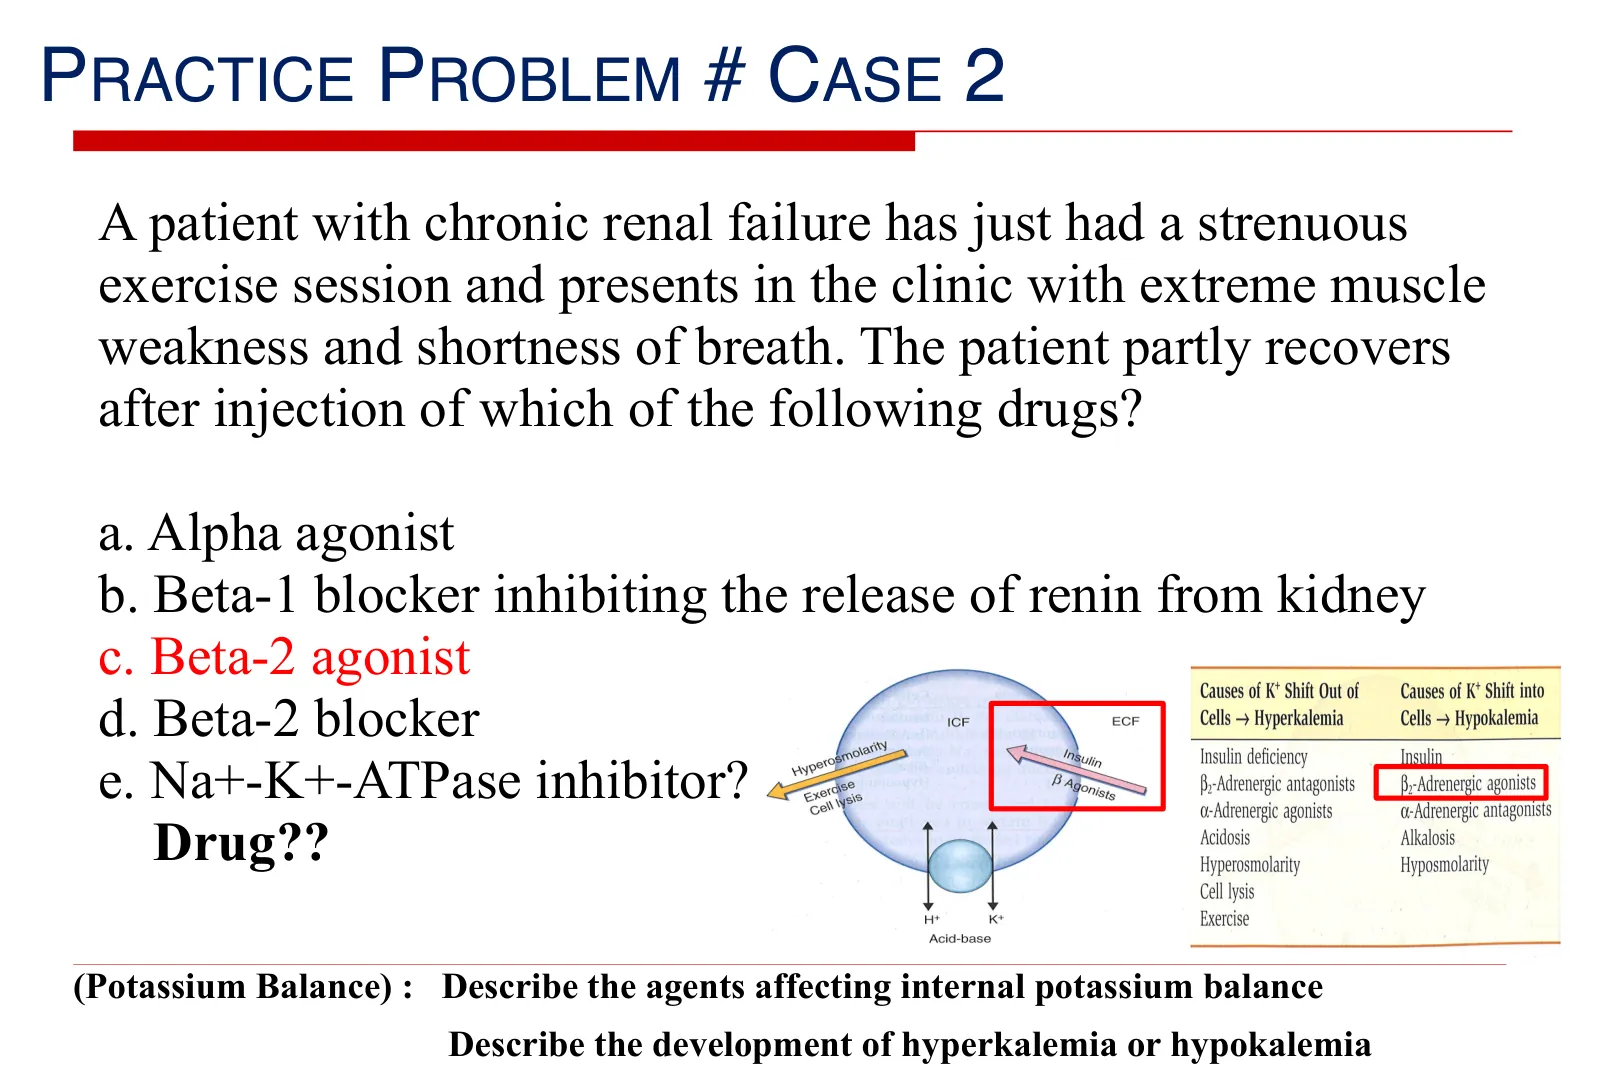 PRACTICE PROBLEM # CASE 2
A patient with chronic renal failure has just had a strenuous
exercise session and presents in the clinic with extreme muscle
weakness and shortness of breath. The patient partly recovers
after injection of which of the following drugs?
a. Alpha agonist
b. Beta-1 blocker inhibiting the release of renin from kidney
c. Beta-2 agonist
d. Beta-2 blocker
e. Na+-K+-ATPase inhibitor?
Drug??
ICF
ECF
Hyperosmolarity
Exercise
Cell lysis
Insulin
β Agonists
H+
K+
Acid-base
Causes of K+ Shift Out of
Cells → Hyperkalemia
Insulin deficiency
β2-Adrenergic antagonists
α-Adrenergic agonists
Acidosis
Hyperosmolarity
Cell lysis
Exercise
Causes of K+ Shift into
Cells → Hypokalemia
Insulin
β2-Adrenergic agonists
α-Adrenergic antagonists
Alkalosis
Hyposmolarity
(Potassium Balance) : Describe the agents affecting internal potassium balance
Describe the development of hyperkalemia or hypokalemia